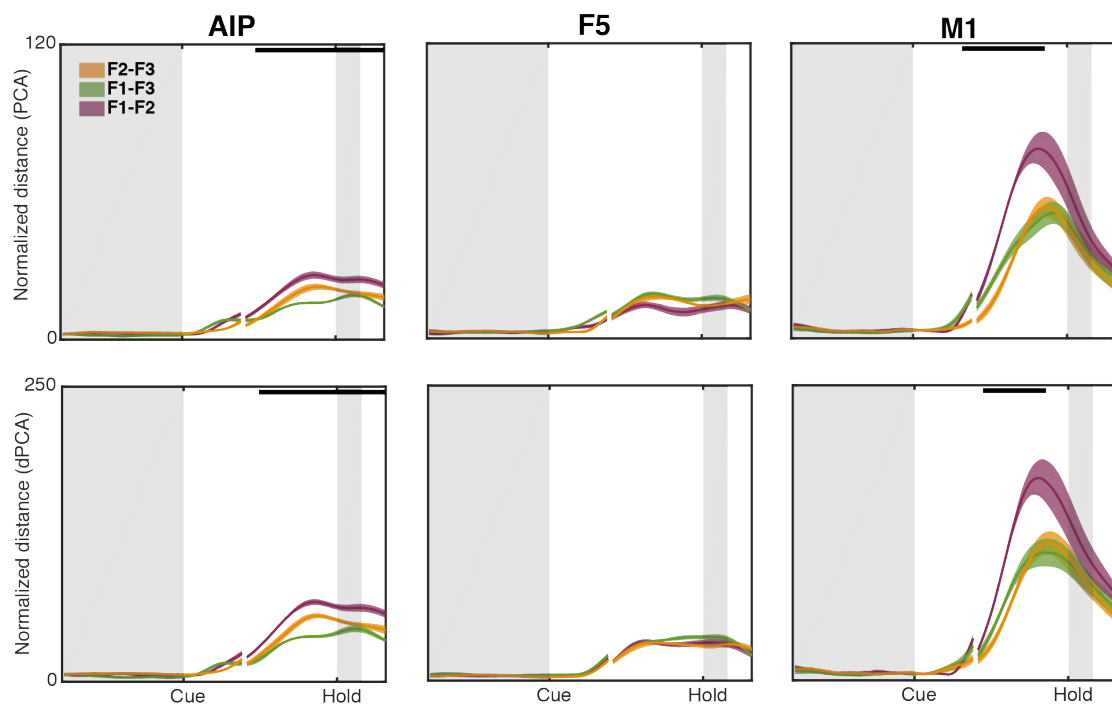 AIP F5 M1
120
F2-F3
F1-F3
F1-F2
Normalized distance (PCA)
0
250
Normalized distance (dPCA)
0
Cue Hold Cue Hold Cue Hold